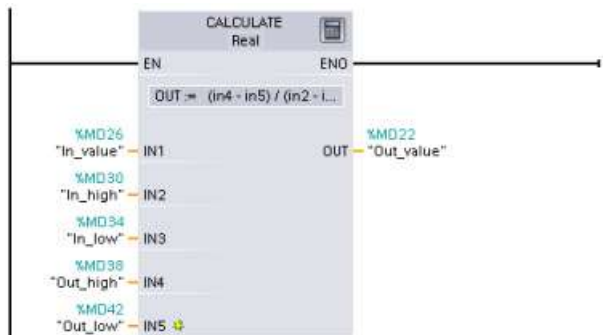 CALCULATE
Real
EN ENO
OUT := (in4 - in5) / (in2 - i...
%MD26
"In_value" IN1
%MD22
OUT "Out_value"
%MD30
"In_high" IN2
%MD34
"In_low" IN3
%MD38
"Out_high" IN4
%MD42
"Out_low" IN5